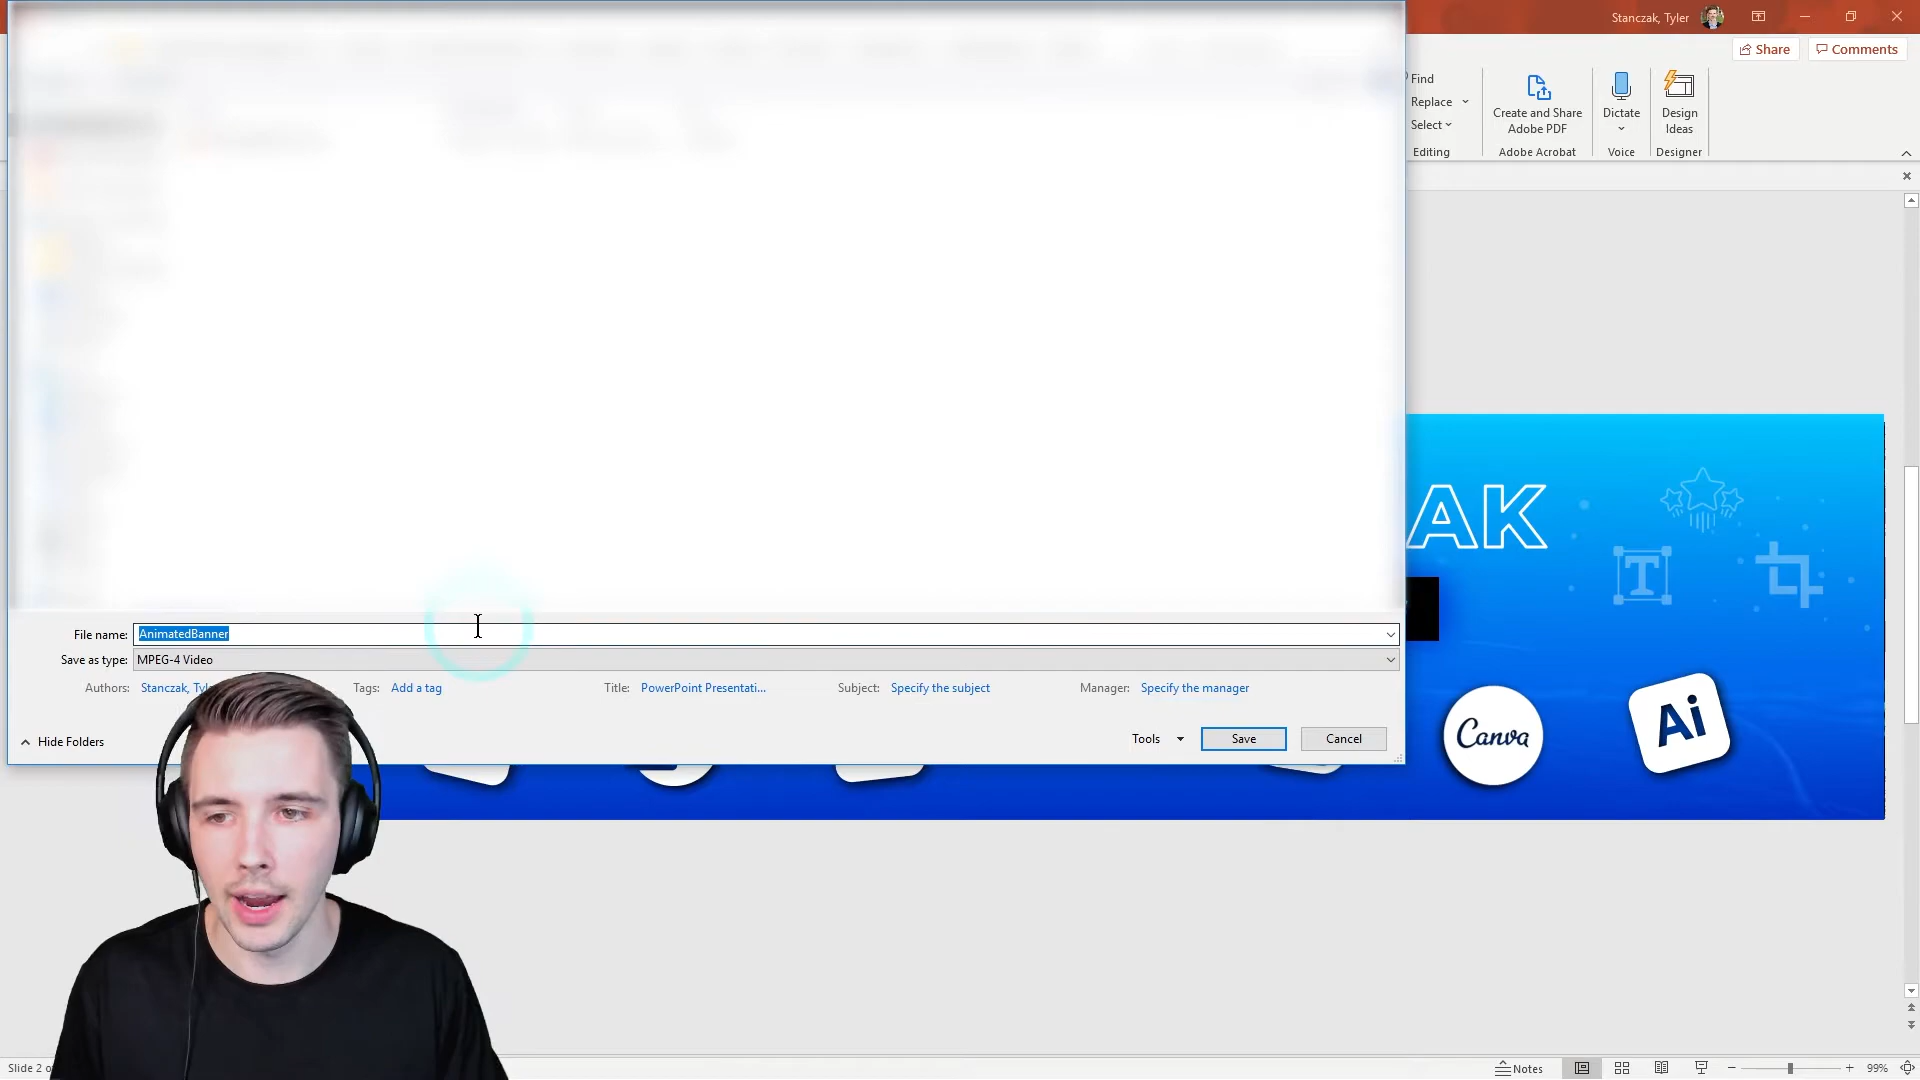 Stanczak, Tyler
Share
Comments
Find
Replace
Select
Editing
Create and Share
Adobe PDF
Adobe Acrobat
Dictate
Voice
Design
Ideas
Designer
AK
T
File name: AnimatedBanner
Save as type: MPEG-4 Video
Authors: Stanczak, Tyl
Tags: Add a tag
Title: PowerPoint Presentati...
Subject: Specify the subject
Manager: Specify the manager
Hide Folders
Tools
Save
Cancel
Canva
Ai
Slide 2 o
Notes
99%